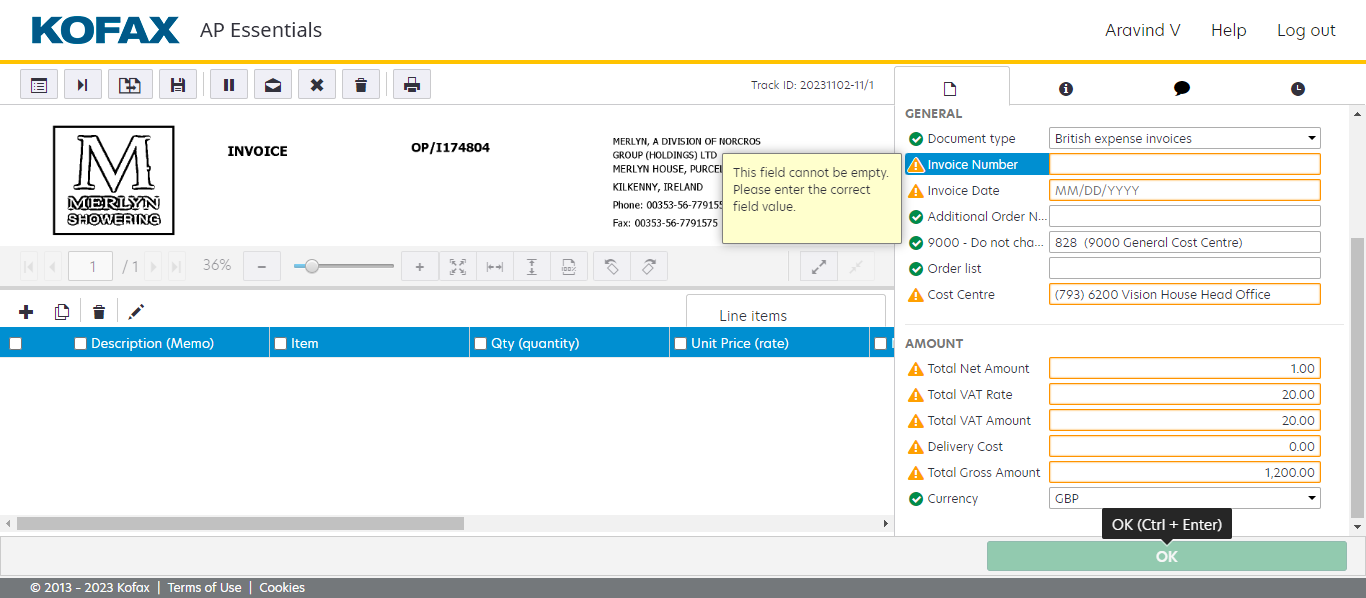 KOFAX AP Essentials
Aravind V Help Log out
Track ID: 20231102-11/1
MERLYN
SHOWERING
INVOICE
OP/I174804
MERLYN, A DIVISION OF NORCROS
GROUP (HOLDINGS) LTD
MERLYN HOUSE, PURCEL
KILKENNY, IRELAND
Phone: 00353-56-779155
Fax: 00353-56-7791575
This field cannot be empty.
Please enter the correct
field value.
1 / 1 36%
Line items
Description (Memo) Item Qty (quantity) Unit Price (rate)
GENERAL
Document type British expense invoices
Invoice Number
Invoice Date MM/DD/YYYY
Additional Order N...
9000 - Do not cha... 828 (9000 General Cost Centre)
Order list
Cost Centre (793) 6200 Vision House Head Office
AMOUNT
Total Net Amount 1.00
Total VAT Rate 20.00
Total VAT Amount 20.00
Delivery Cost 0.00
Total Gross Amount 1,200.00
Currency GBP
OK (Ctrl + Enter)
OK
© 2013 - 2023 Kofax | Terms of Use | Cookies